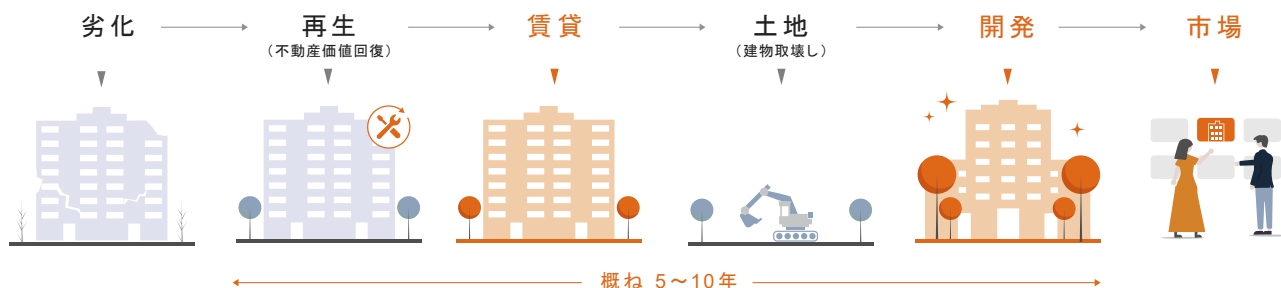 劣化
再生
（不動産価値回復）
賃貸
土地
（建物取壊し）
開発
市場
概ね 5〜10年